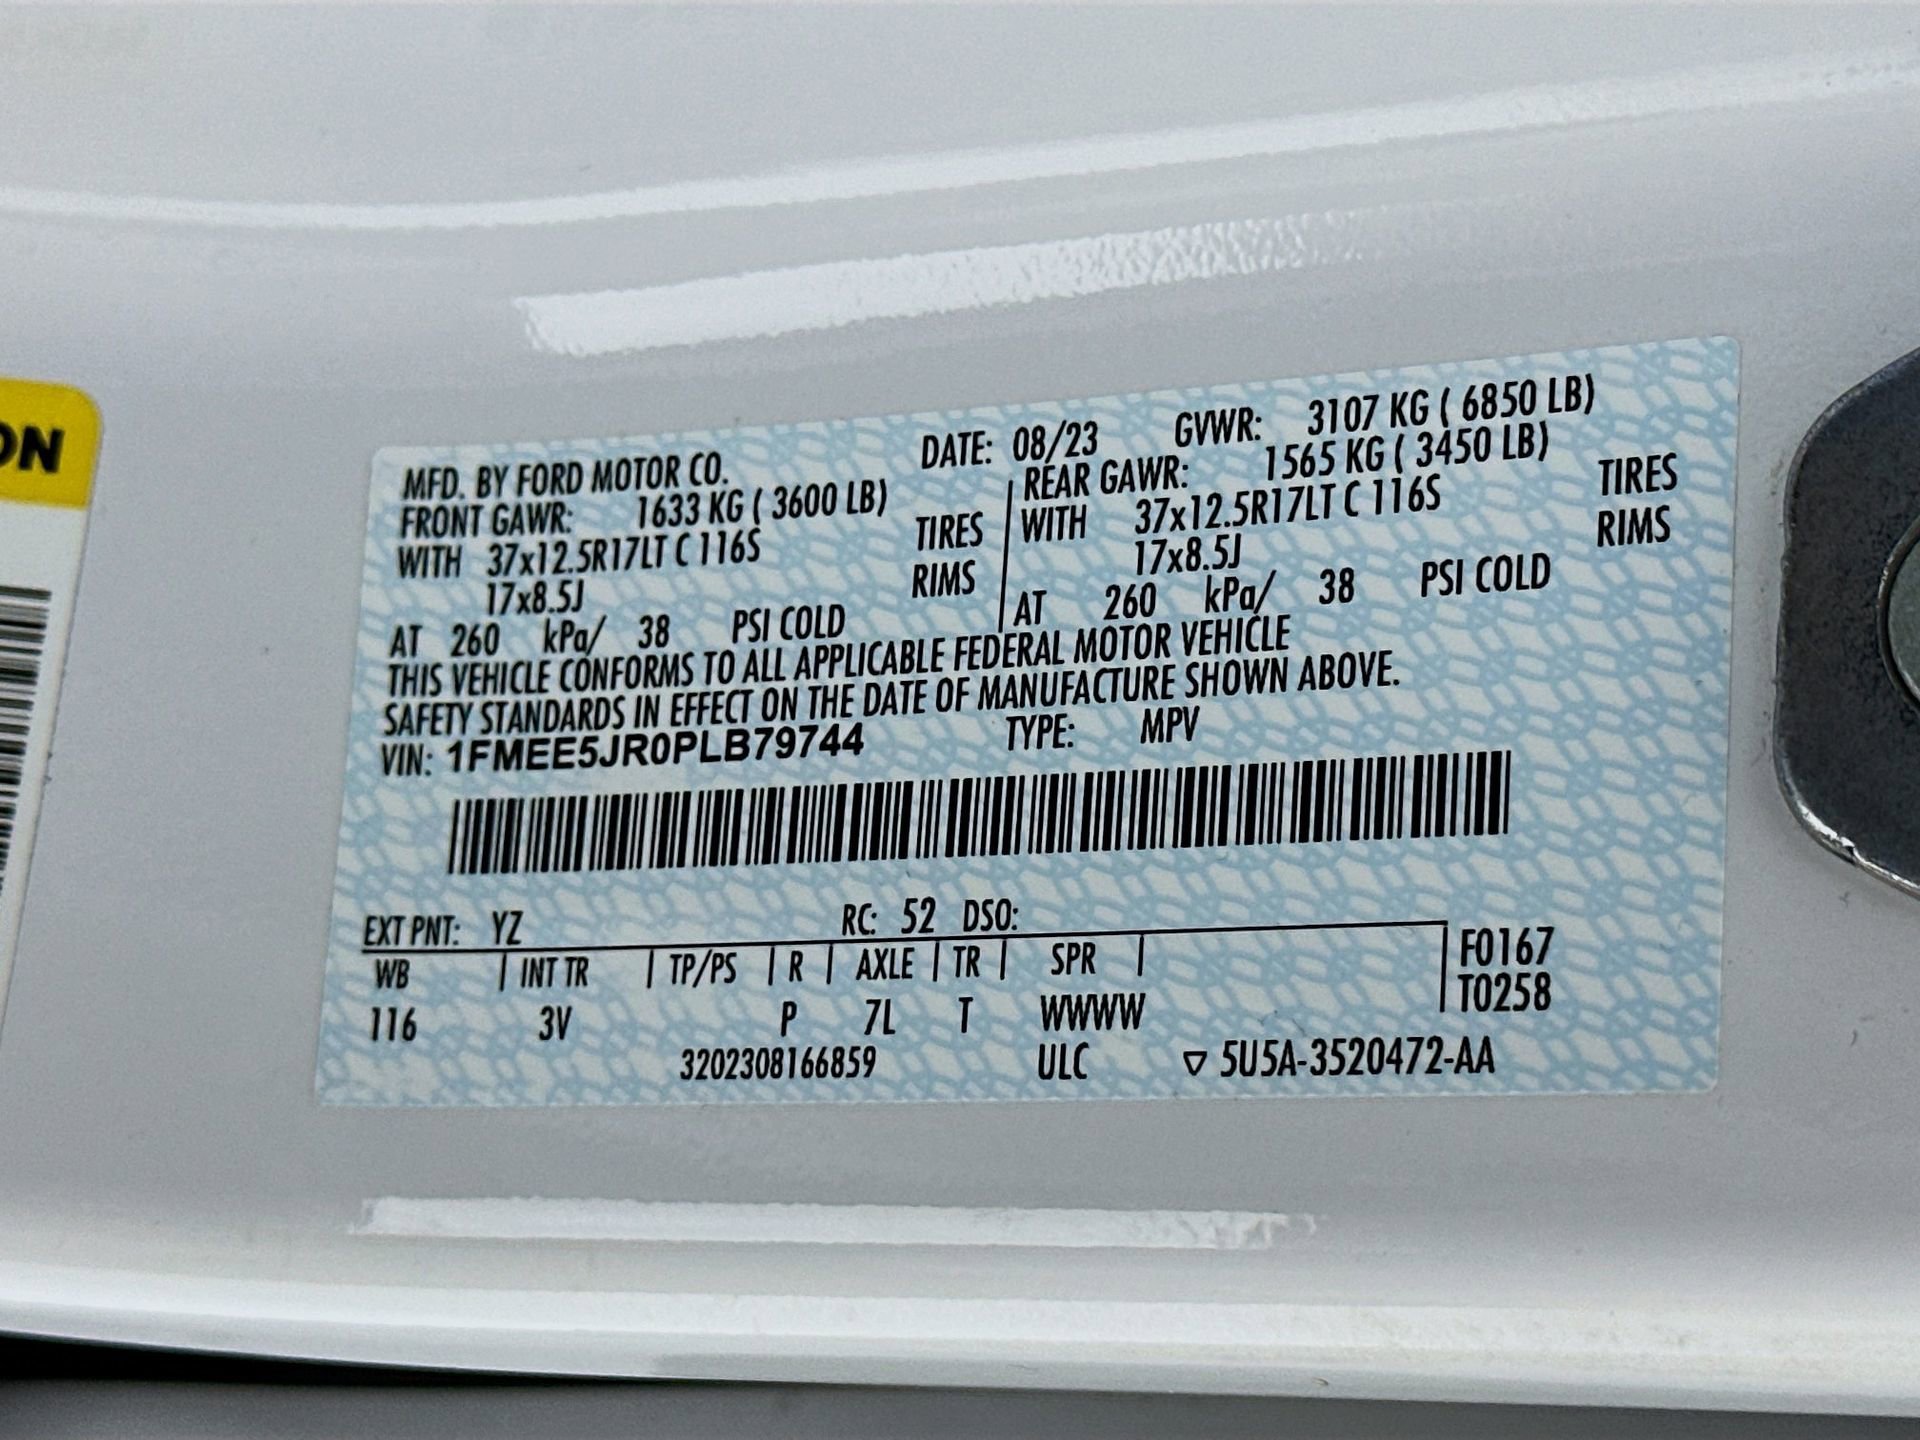 ON
MFD. BY FORD MOTOR CO. DATE: 08/23 GVWR: 3107 KG ( 6850 LB)
FRONT GAWR: 1633 KG ( 3600 LB) REAR GAWR: 1565 KG ( 3450 LB)
WITH 37x12.5R17LT C 116S TIRES WITH 37x12.5R17LT C 116S TIRES
17x8.5J RIMS 17x8.5J RIMS
AT 260 kPa/ 38 PSI COLD AT 260 kPa/ 38 PSI COLD
THIS VEHICLE CONFORMS TO ALL APPLICABLE FEDERAL MOTOR VEHICLE
SAFETY STANDARDS IN EFFECT ON THE DATE OF MANUFACTURE SHOWN ABOVE.
VIN: 1FMEE5JR0PLB79744 TYPE: MPV
EXT PNT: YZ RC: 52 DSO:
WB INT TR TP/PS R AXLE TR SPR F0167
116 3V P 7L T WWWW T0258
3202308166859 ULC ▽ 5U5A-3520472-AA